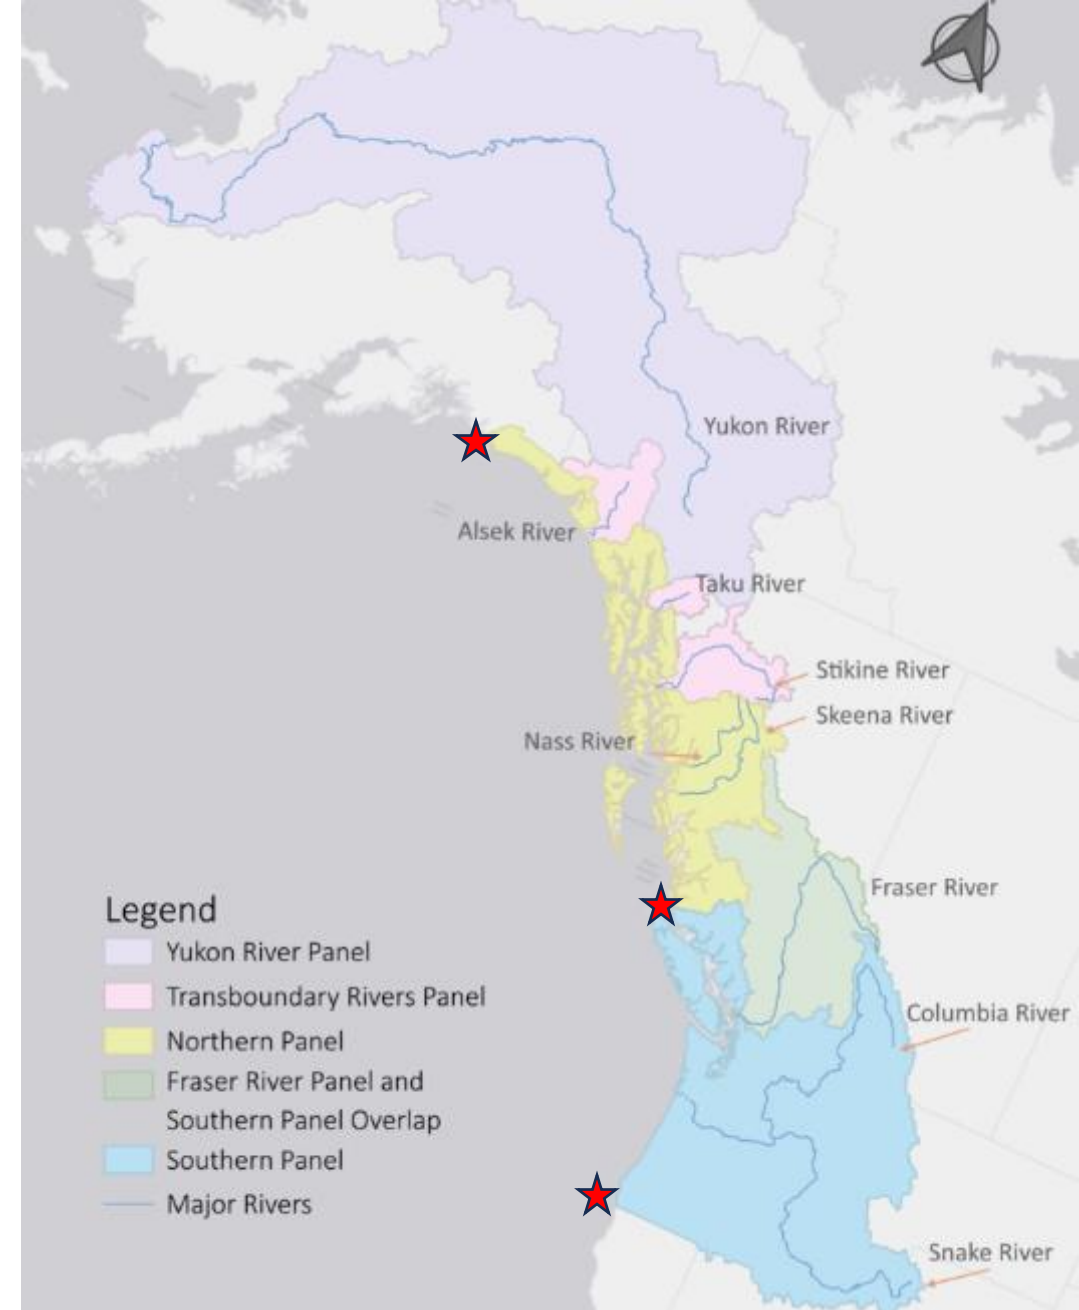 Yukon River
Alsek River
Taku River
Stikine River
Skeena River
Nass River
Fraser River
Legend
Yukon River Panel
Transboundary Rivers Panel
Northern Panel
Fraser River Panel and
Southern Panel Overlap
Southern Panel
Major Rivers
Columbia River
Snake River